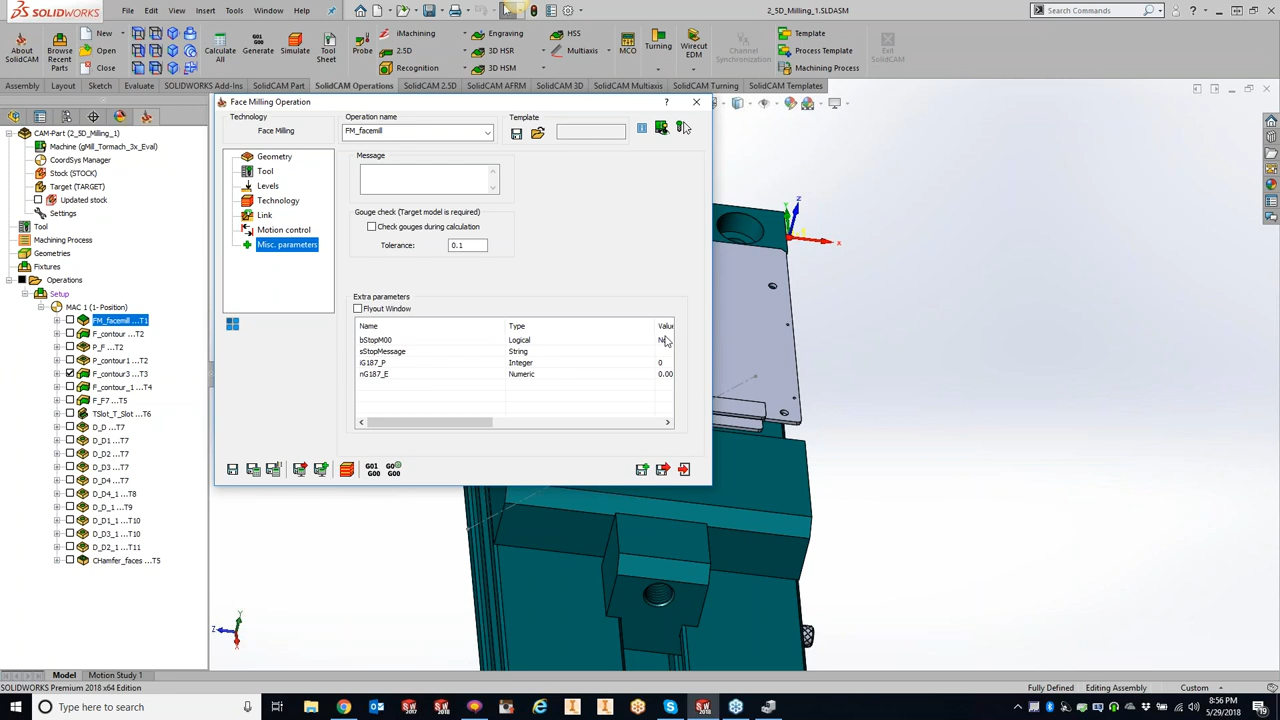 SOLIDWORKS
File
Edit
View
Insert
Tools
Window
Help
2_5D_Milling_1.SLDASM
Search Commands
About SolidCAM
Browse Recent Parts
New
Open
Close
Calculate All
Generate
Simulate
Tool Sheet
Probe
iMachining
2.5D
Recognition
Engraving
3D HSR
3D HSM
HSS
MCO
Multiaxis
Turning
Wirecut EDM
Channel Synchronization
Template
Process Template
Machining Process
Exit SolidCAM
Assembly
Layout
Sketch
Evaluate
SOLIDWORKS Add-Ins
SolidCAM Part
SolidCAM Operations
SolidCAM 2.5D
SolidCAM AFRM
SolidCAM Multiaxis
SolidCAM Turning
SolidCAM Templates
CAM-Part (2_5D_Milling_1)
Machine (gMill_Tormach_3x_Eval)
CoordSys Manager
Stock (STOCK)
Target (TARGET)
Updated stock
Settings
Tool
Machining Process
Geometries
Fixtures
Operations
Setup
MAC 1 (1- Position)
FM_facemill ...T1
F_contour ...T2
P_F ...T2
P_contour1 ...T2
F_contour3 ...T3
F_contour_1 ...T4
F_F7 ...T5
TSlot_T_Slot ...T6
D_D ...T7
D_D1 ...T7
D_D2 ...T7
D_D3 ...T7
D_D4 ...T7
D_D4_1 ...T8
D_D_1 ...T9
D_D1_1 ...T10
D_D3_1 ...T10
D_D2_1 ...T11
CHamfer_faces ...T5
Face Milling Operation
?
Technology
Face Milling
Operation name
FM_facemill
Template
Geometry
Tool
Levels
Technology
Link
Motion control
Misc. parameters
Message
Gouge check (Target model is required)
Check gouges during calculation
Tolerance:
0.1
Extra parameters
Flyout Window
Name Type Value
bStopM00 Logical
sStopMessage String
iG187_P Integer 0
nG187_E Numeric 0.00
G01
G00
G00
Z
Y
X
Y
Z
X
Model
Motion Study 1
SOLIDWORKS Premium 2018 x64 Edition
Fully Defined
Editing Assembly
Custom
Type here to search
2017
2018
2018
8:56 PM
5/29/2018